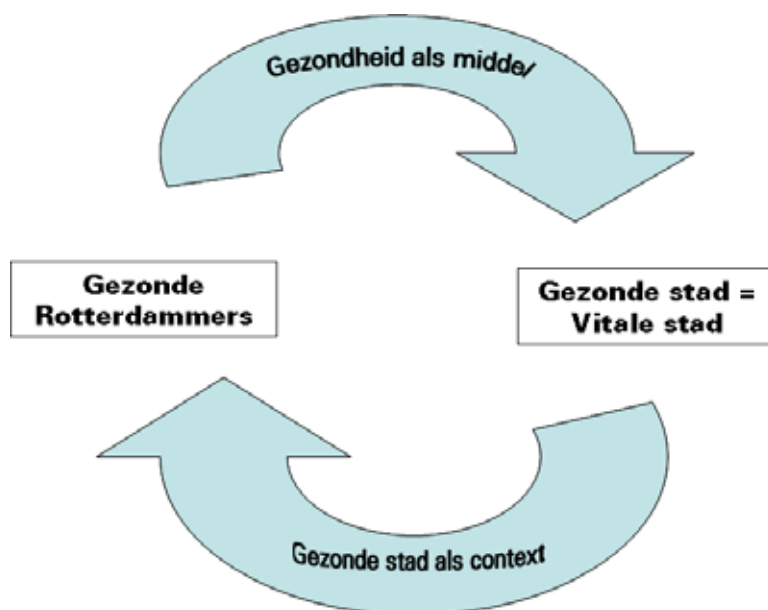 Gezondheid als middel
Gezonde
Rotterdammers
Gezonde stad =
Vitale stad
Gezonde stad als context